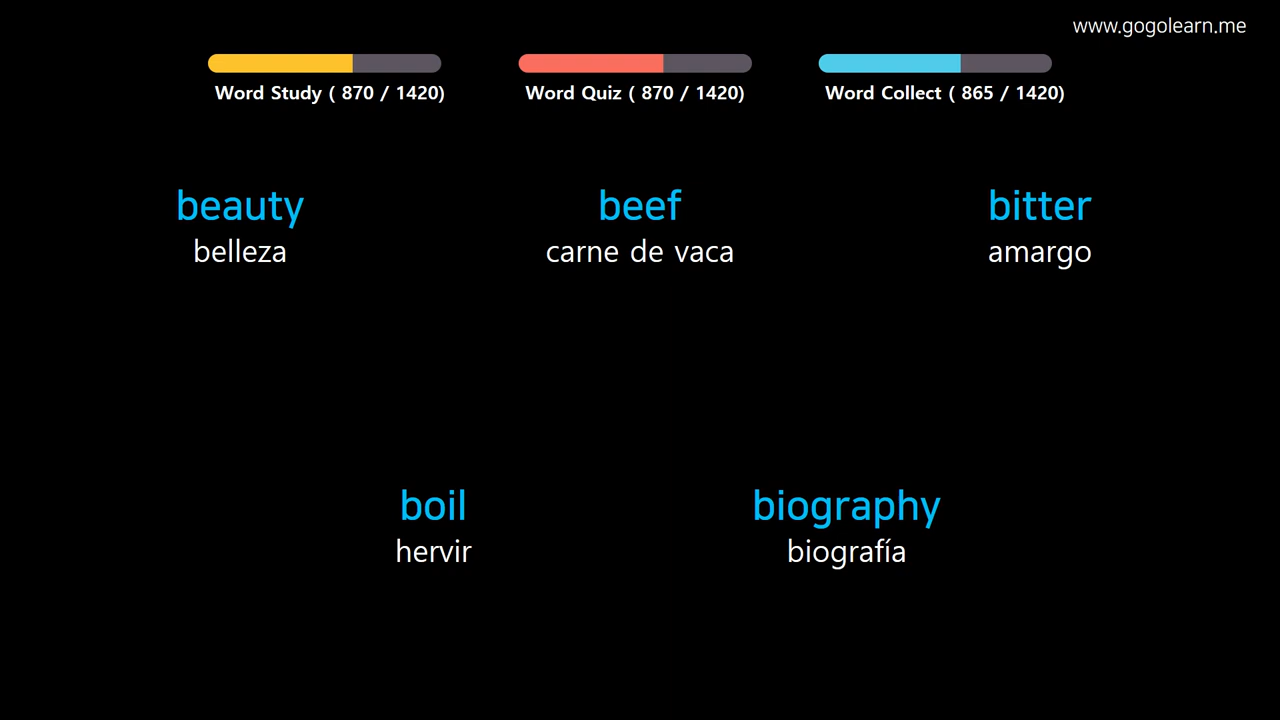 www.gogolearn.me
Word Study ( 870 / 1420)
Word Quiz ( 870 / 1420)
Word Collect ( 865 / 1420)
beauty
belleza
beef
carne de vaca
bitter
amargo
boil
hervir
biography
biografía